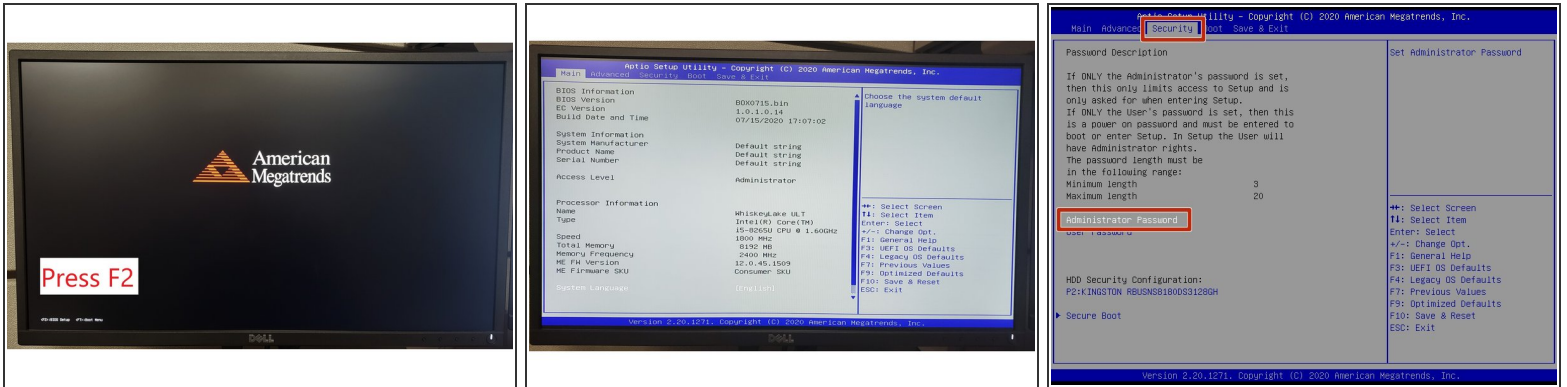 American
Megatrends
Press F2
<F2>:BIOS Setup <F7>:Boot Menu
DELL
Aptio Setup Utility - Copyright (C) 2020 American Megatrends, Inc.
Main Advanced Security Boot Save & Exit
BIOS Information
BIOS Version BOX0715.bin
EC Version 1.0.1.0.14
Build Date and Time 07/15/2020 17:07:02
System Information
System Manufacturer Default string
Product Name Default string
Serial Number Default string
Access Level Administrator
Processor Information
Name WhiskeyLake ULT
Type Intel(R) Core(TM)
i5-8265U CPU @ 1.60GHz
Speed 1800 MHz
Total Memory 8192 MB
Memory Frequency 2400 MHz
ME FW Version 12.0.45.1509
ME Firmware SKU Consumer SKU
System Language [English]
Choose the system default
language
→←: Select Screen
↑↓: Select Item
Enter: Select
+/-: Change Opt.
F1: General Help
F3: UEFI OS Defaults
F4: Legacy OS Defaults
F7: Previous Values
F9: Optimized Defaults
F10: Save & Reset
ESC: Exit
Version 2.20.1271. Copyright (C) 2020 American Megatrends, Inc.
DELL
Aptio Setup Utility - Copyright (C) 2020 American Megatrends, Inc.
Main Advanced Security Boot Save & Exit
Password Description
If ONLY the Administrator's password is set,
then this only limits access to Setup and is
only asked for when entering Setup.
If ONLY the User's password is set, then this
is a power on password and must be entered to
boot or enter Setup. In Setup the User will
have Administrator rights.
The password length must be
in the following range:
Minimum length 3
Maximum length 20
Administrator Password
User Password
HDD Security Configuration:
P2:KINGSTON RBUSNS8180DS3128GH
Secure Boot
Set Administrator Password
→←: Select Screen
↑↓: Select Item
Enter: Select
+/-: Change Opt.
F1: General Help
F3: UEFI OS Defaults
F4: Legacy OS Defaults
F7: Previous Values
F9: Optimized Defaults
F10: Save & Reset
ESC: Exit
Version 2.20.1271. Copyright (C) 2020 American Megatrends, Inc.